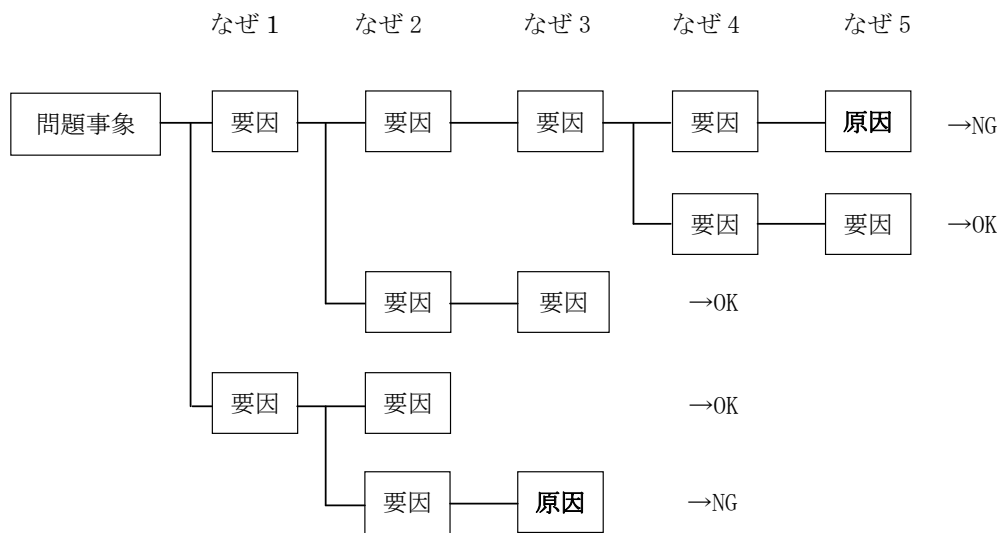 なぜ1 なぜ2 なぜ3 なぜ4 なぜ5
問題事象 要因 要因 要因 要因 原因 →NG
要因 要因 →OK
要因 要因 →OK
要因 要因 →OK
要因 原因 →NG